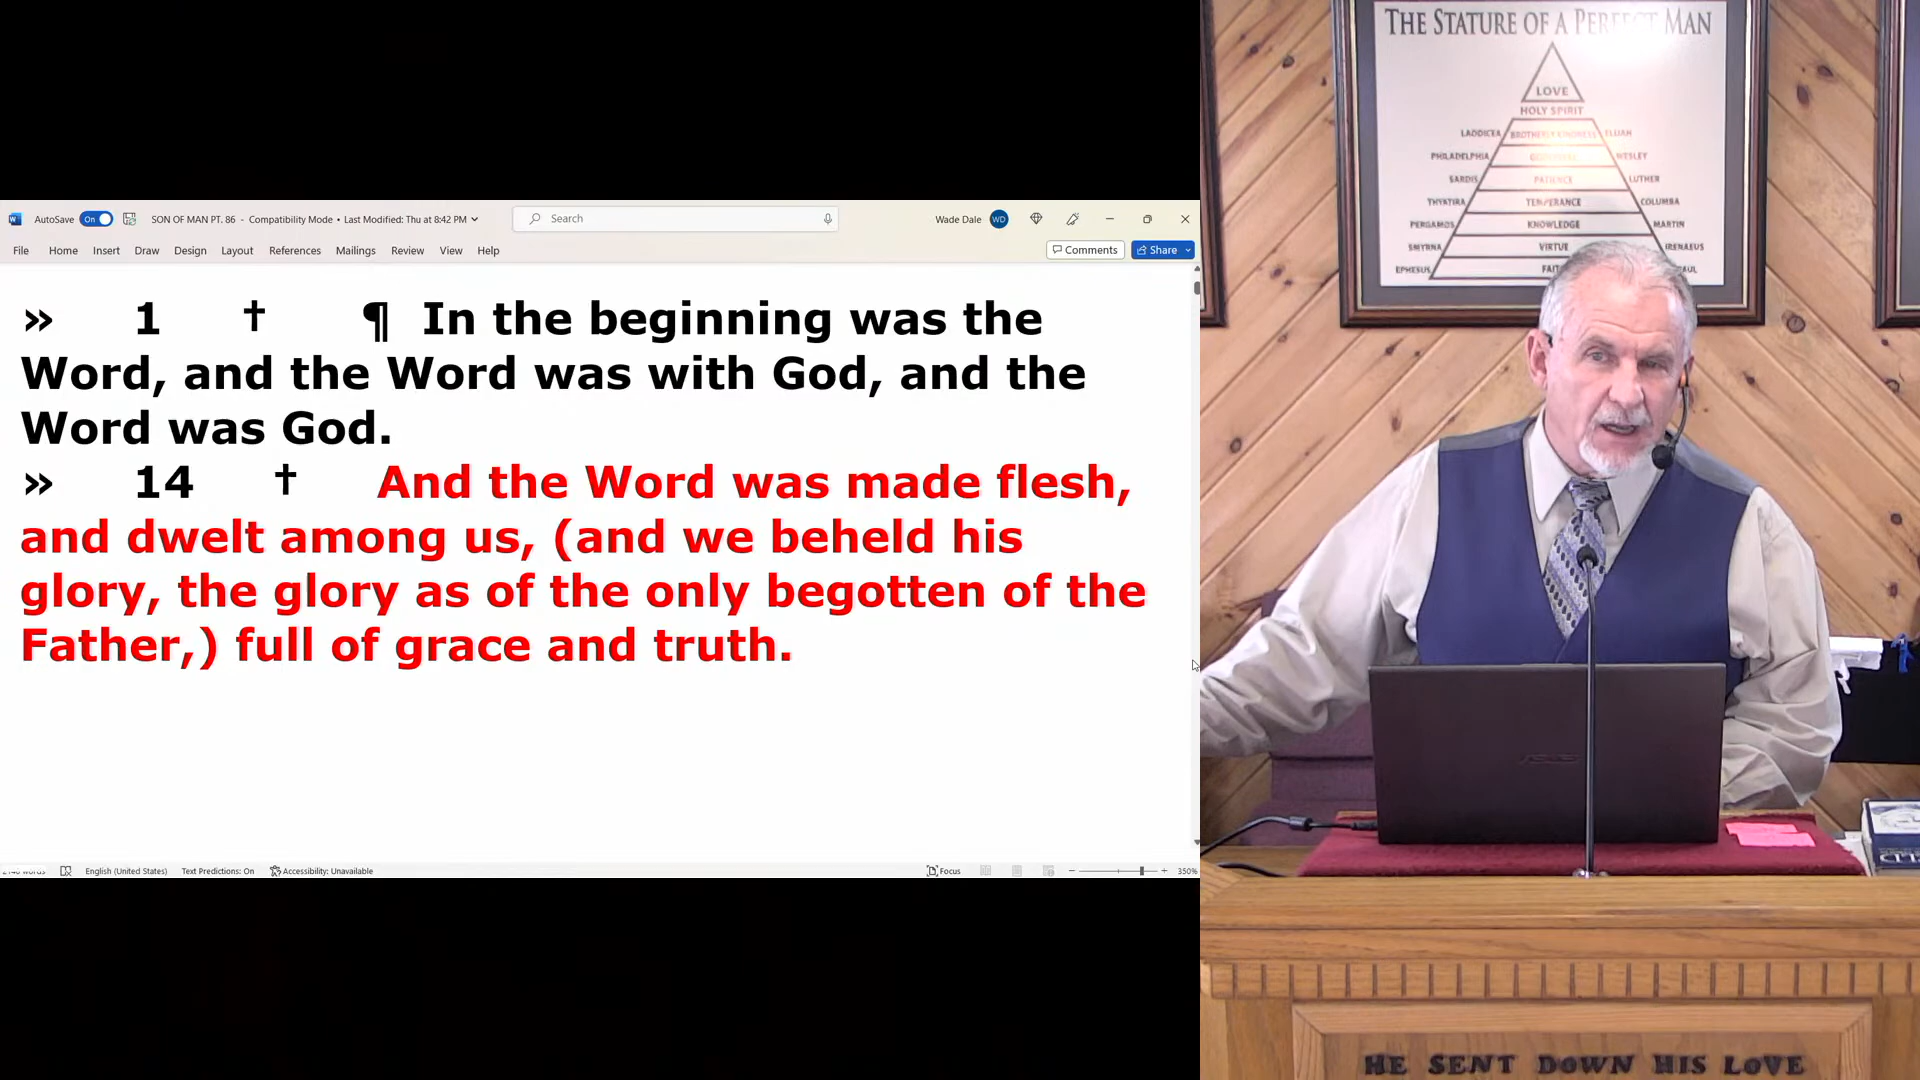 AutoSave On SON OF MAN PT. 86 - Compatibility Mode • Last Modified: Thu at 8:42 PM Search Wade Dale WD
File Home Insert Draw Design Layout References Mailings Review View Help Comments Share
» 1 † ¶ In the beginning was the
Word, and the Word was with God, and the
Word was God.
» 14 † And the Word was made flesh,
and dwelt among us, (and we beheld his
glory, the glory as of the only begotten of the
Father,) full of grace and truth.
English (United States) Text Predictions: On Accessibility: Unavailable Focus 350%
THE STATURE OF A PERFECT MAN
LOVE
HOLY SPIRIT
BROTHERLY KINDNESS
PATIENCE
SARDIS LUTHER
PHILADELPHIA WESLEY
THYATIRA TEMPERANCE COLUMBA
PERGAMOS KNOWLEDGE MARTIN
SMYRNA VIRTUE IRENAEUS
EPHESUS
ASUS
HE SENT DOWN HIS LOVE